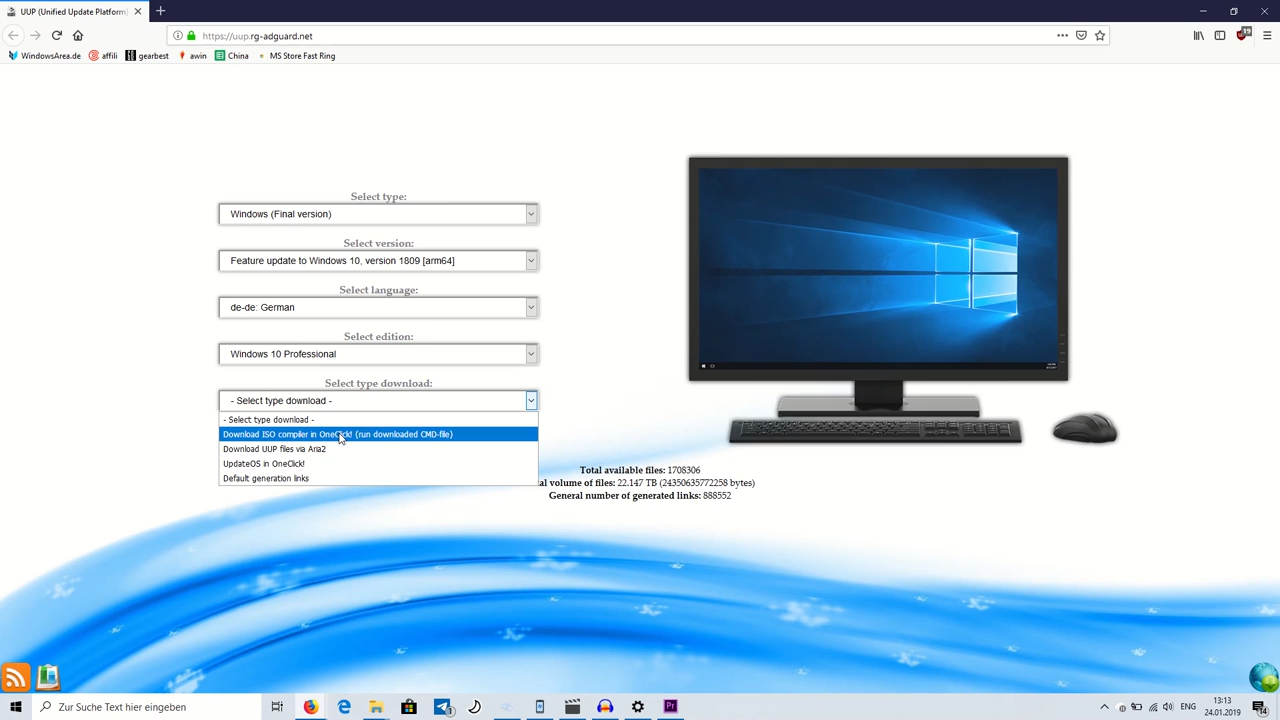 UUP (Unified Update Platform)
https://uup.rg-adguard.net
WindowsArea.de
affili
gearbest
awin
China
MS Store Fast Ring
Select type:
Windows (Final version)
Select version:
Feature update to Windows 10, version 1809 [arm64]
Select language:
de-de: German
Select edition:
Windows 10 Professional
Select type download:
- Select type download -
- Select type download -
Download ISO compiler in OneClick! (run downloaded CMD-file)
Download UUP files via Aria2
UpdateOS in OneClick!
Default generation links
Total available files: 1708306
al volume of files: 22.147 TB (24350635772258 bytes)
General number of generated links: 888552
Zur Suche Text hier eingeben
Pr
ENG
13:13
24.01.2019
14